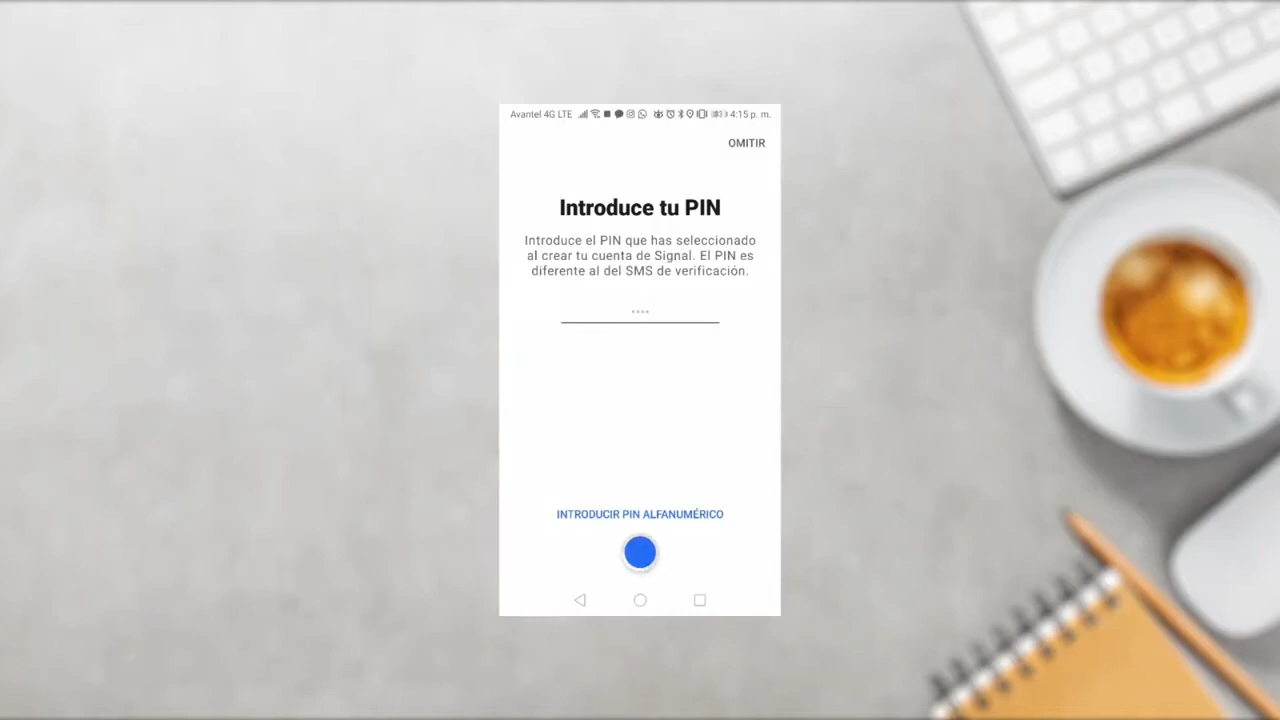 Avantel 4G LTE 4:15 p. m.
OMITIR
Introduce tu PIN
Introduce el PIN que has seleccionado
al crear tu cuenta de Signal. El PIN es
diferente al del SMS de verificación.
••••
INTRODUCIR PIN ALFANUMÉRICO